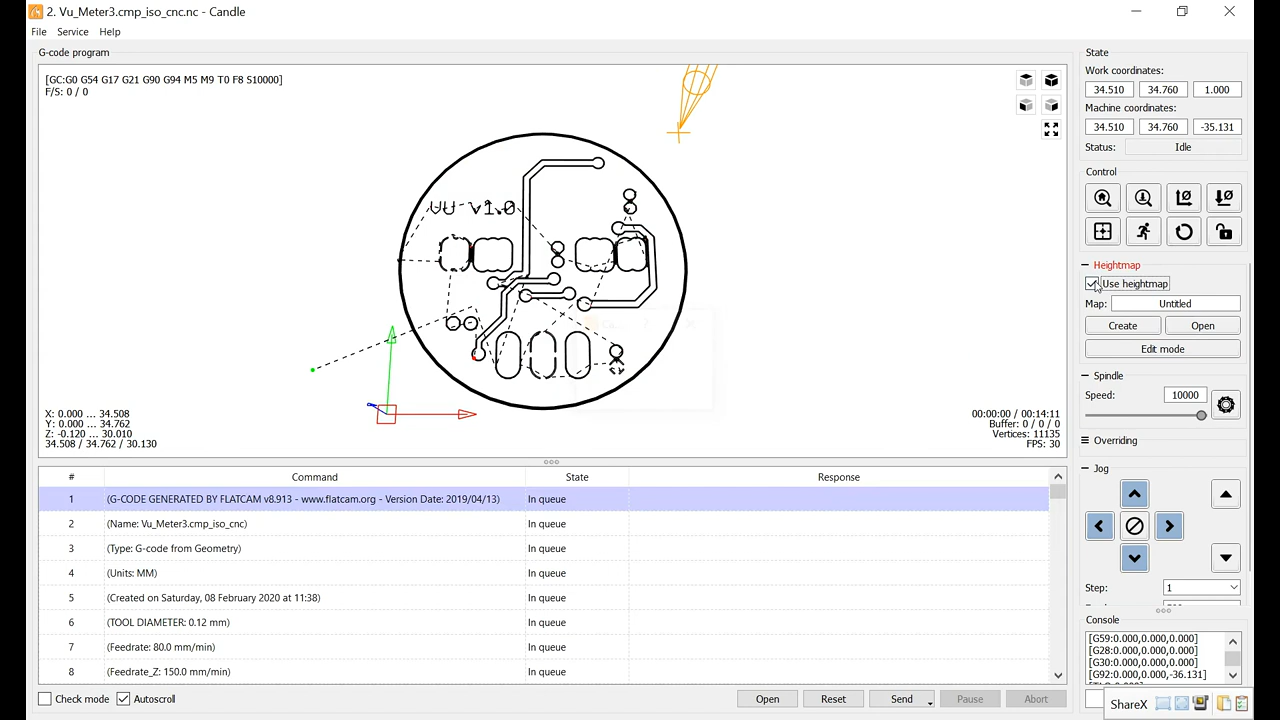 2. Vu_Meter3.cmp_iso_cnc.nc - Candle
File Service Help
G-code program
[GC:G0 G54 G17 G21 G90 G94 M5 M9 T0 F8 S10000]
F/S: 0 / 0
VU v1.0
X: 0.000 ... 34.508
Y: 0.000 ... 34.762
Z: -0.120 ... 30.010
34.508 / 34.762 / 30.130
00:00:00 / 00:14:11
Buffer: 0 / 0 / 0
Vertices: 11135
FPS: 30
# Command State Response
1 (G-CODE GENERATED BY FLATCAM v8.913 - www.flatcam.org - Version Date: 2019/04/13) In queue
2 (Name: Vu_Meter3.cmp_iso_cnc) In queue
3 (Type: G-code from Geometry) In queue
4 (Units: MM) In queue
5 (Created on Saturday, 08 February 2020 at 11:38) In queue
6 (TOOL DIAMETER: 0.12 mm) In queue
7 (Feedrate: 80.0 mm/min) In queue
8 (Feedrate_Z: 150.0 mm/min) In queue
Check mode Autoscroll Open Reset Send Pause Abort
State
Work coordinates:
34.510 34.760 1.000
Machine coordinates:
34.510 34.760 -35.131
Status: Idle
Control
Heightmap
Use heightmap
Map: Untitled
Create Open
Edit mode
Spindle
Speed: 10000
Overriding
Jog
Step: 1
Console
[G59:0.000,0.000,0.000]
[G28:0.000,0.000,0.000]
[G30:0.000,0.000,0.000]
[G92:0.000,0.000,-36.131]
ShareX